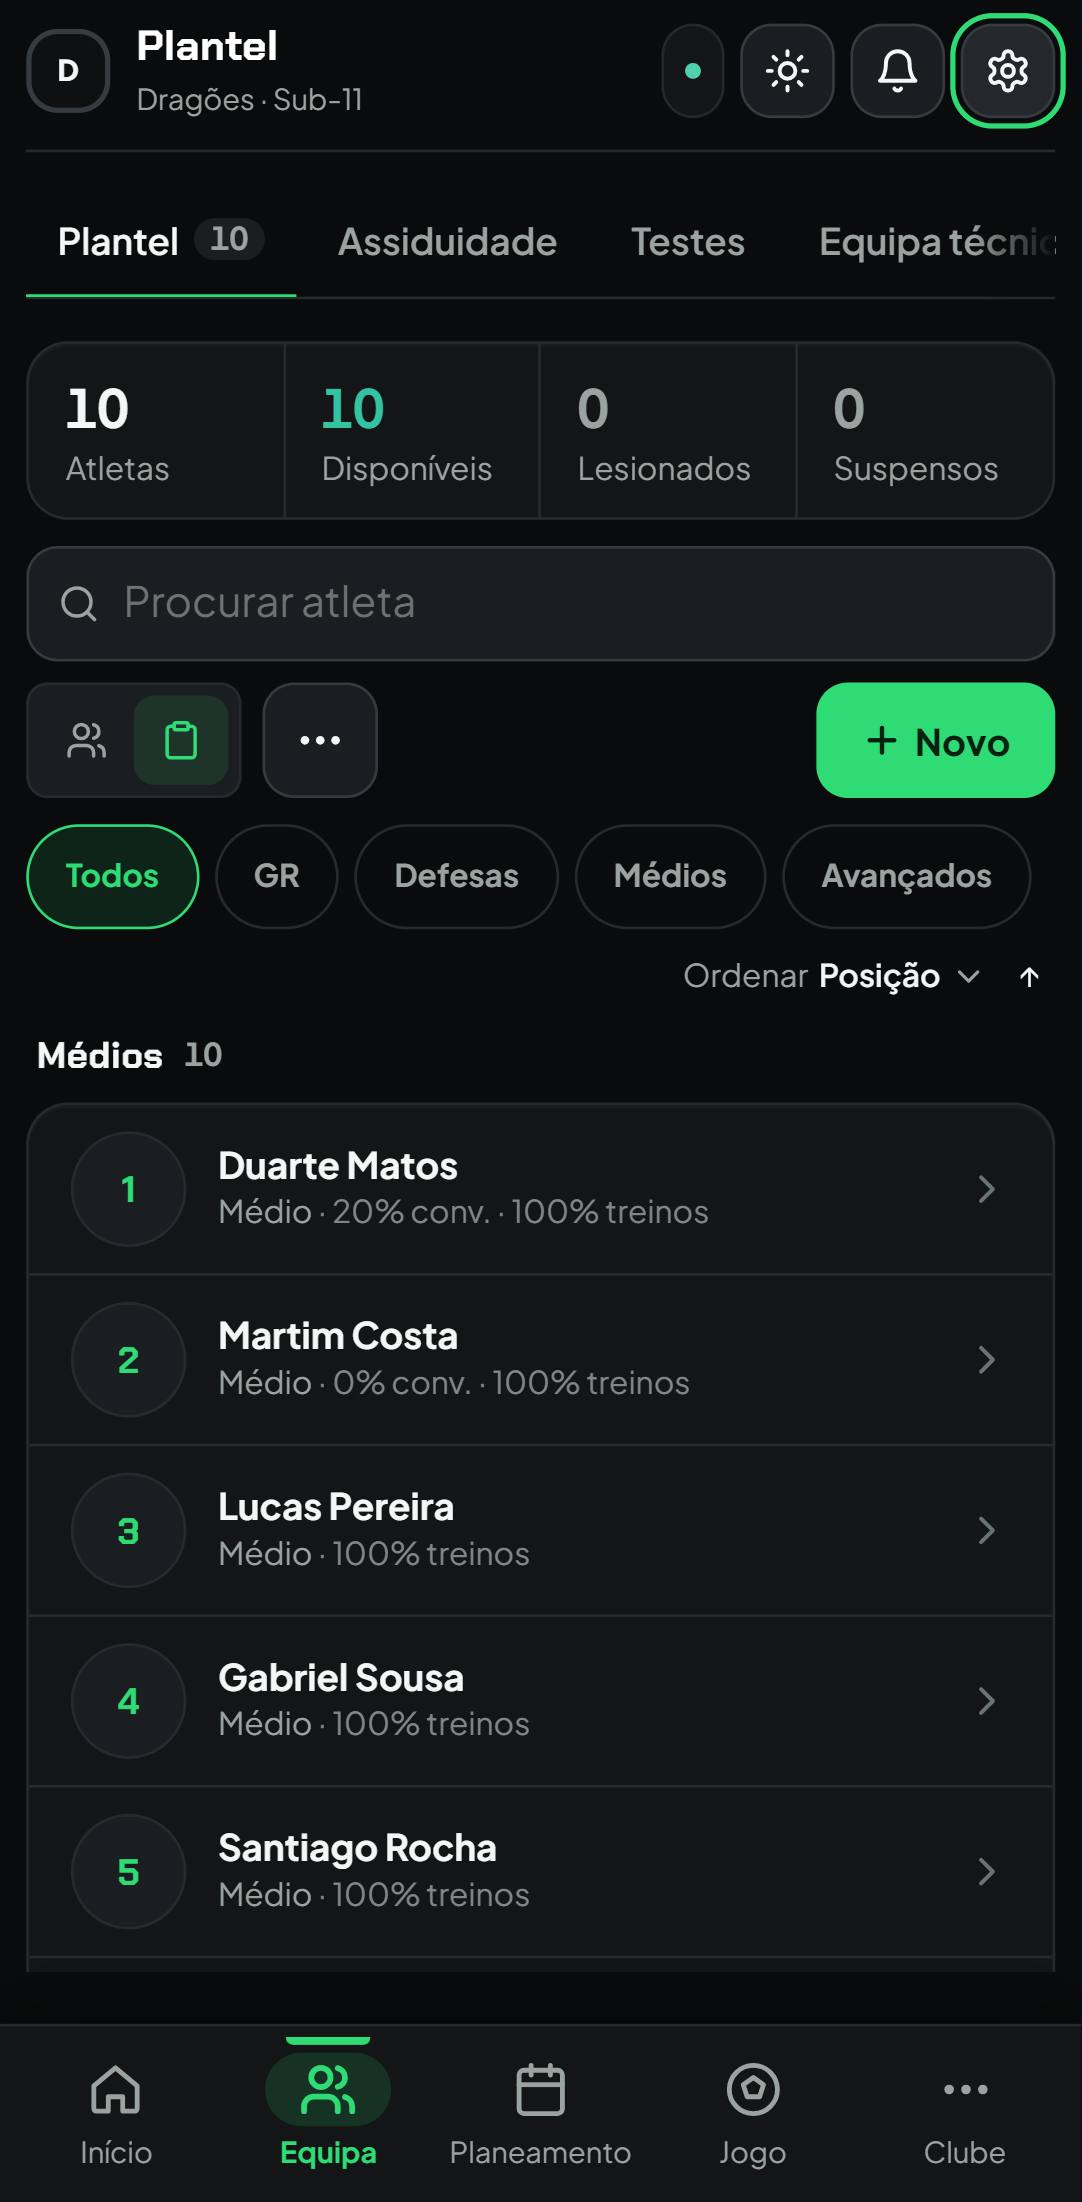 D
Plantel
Dragões · Sub-11
Plantel 10 Assiduidade Testes Equipa técnic
10 10 0 0
Atletas Disponíveis Lesionados Suspensos
Procurar atleta
+ Novo
Todos GR Defesas Médios Avançados
Ordenar Posição
Médios 10
1
Duarte Matos
Médio · 20% conv. · 100% treinos
2
Martim Costa
Médio · 0% conv. · 100% treinos
3
Lucas Pereira
Médio · 100% treinos
4
Gabriel Sousa
Médio · 100% treinos
5
Santiago Rocha
Médio · 100% treinos
Início Equipa Planeamento Jogo Clube